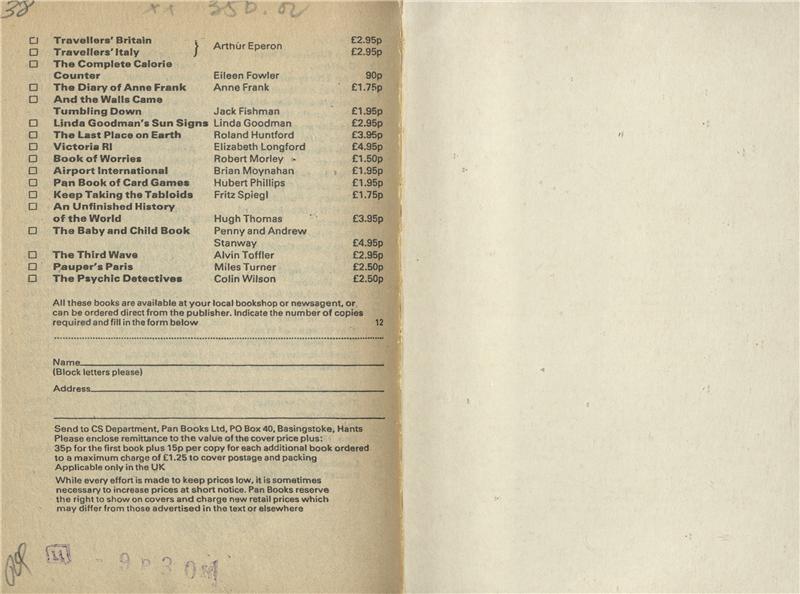 38 350.02
☐ Travellers' Britain } Arthur Eperon £2.95p
☐ Travellers' Italy £2.95p
☐ The Complete Calorie
Counter Eileen Fowler 90p
☐ The Diary of Anne Frank Anne Frank £1.75p
☐ And the Walls Came
Tumbling Down Jack Fishman £1.95p
☐ Linda Goodman's Sun Signs Linda Goodman £2.95p
☐ The Last Place on Earth Roland Huntford £3.95p
☐ Victoria RI Elizabeth Longford £4.95p
☐ Book of Worries Robert Morley £1.50p
☐ Airport International Brian Moynahan £1.95p
☐ Pan Book of Card Games Hubert Phillips £1.95p
☐ Keep Taking the Tabloids Fritz Spiegl £1.75p
☐ An Unfinished History
of the World Hugh Thomas £3.95p
☐ The Baby and Child Book Penny and Andrew
Stanway £4.95p
☐ The Third Wave Alvin Toffler £2.95p
☐ Pauper's Paris Miles Turner £2.50p
☐ The Psychic Detectives Colin Wilson £2.50p
All these books are available at your local bookshop or newsagent, or
can be ordered direct from the publisher. Indicate the number of copies
required and fill in the form below 12
Name
(Block letters please)
Address
Send to CS Department, Pan Books Ltd, PO Box 40, Basingstoke, Hants
Please enclose remittance to the value of the cover price plus:
35p for the first book plus 15p per copy for each additional book ordered
to a maximum charge of £1.25 to cover postage and packing
Applicable only in the UK
While every effort is made to keep prices low, it is sometimes
necessary to increase prices at short notice. Pan Books reserve
the right to show on covers and charge new retail prices which
may differ from those advertised in the text or elsewhere